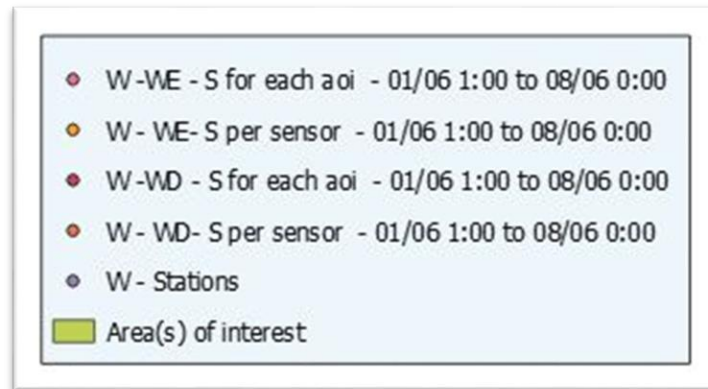 W -WE - S for each aoi - 01/06 1:00 to 08/06 0:00
W - WE- S per sensor - 01/06 1:00 to 08/06 0:00
W -WD - S for each aoi - 01/06 1:00 to 08/06 0:00
W - WD- S per sensor - 01/06 1:00 to 08/06 0:00
W - Stations
Area(s) of interest